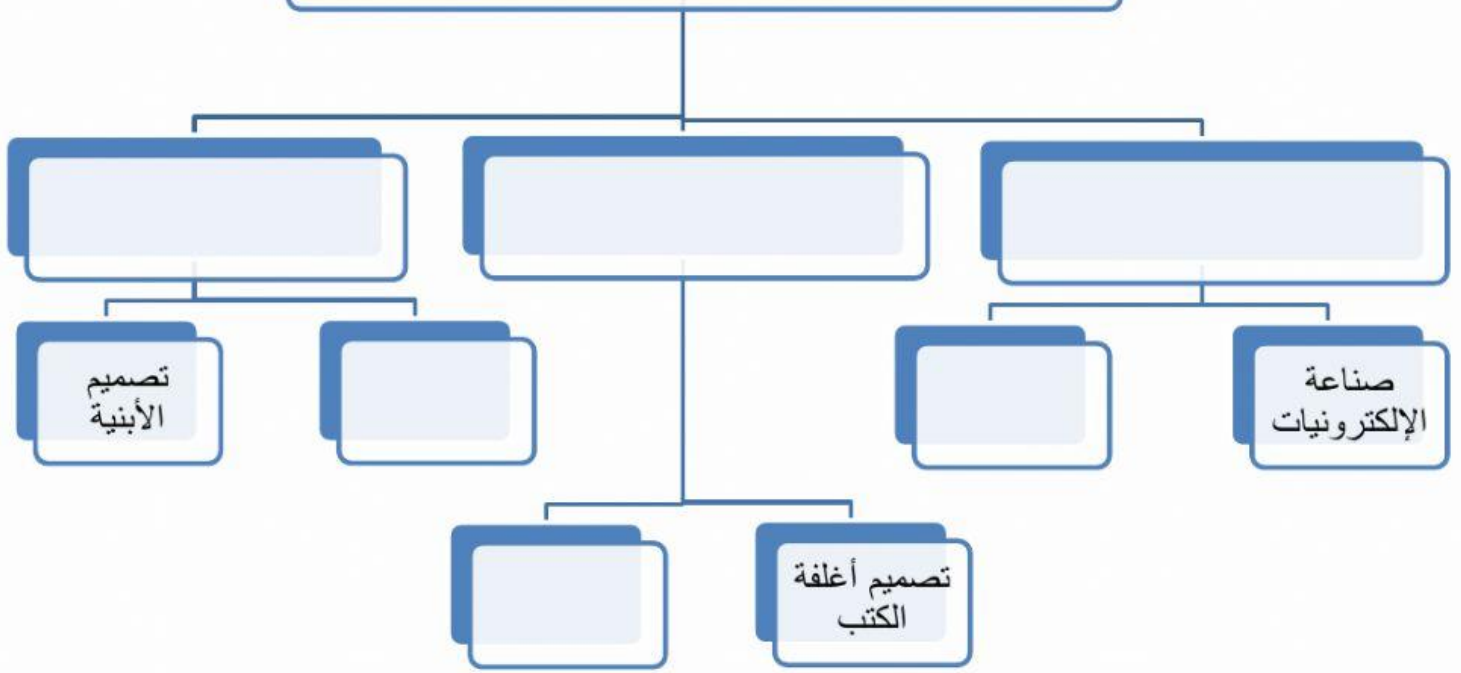 صناعة
الإلكترونيات
تصميم
الأبنية
تصميم أغلفة
الكتب